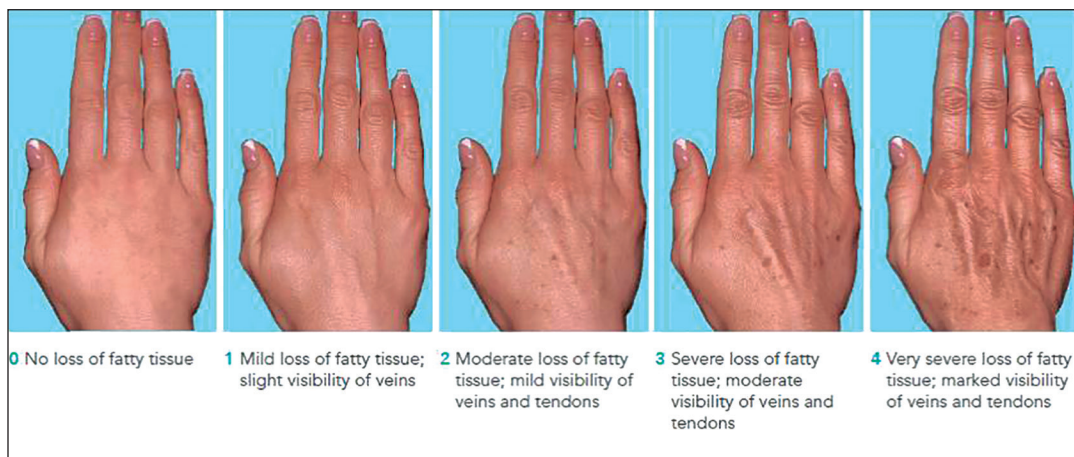 0 No loss of fatty tissue
1 Mild loss of fatty tissue;
slight visibility of veins
2 Moderate loss of fatty
tissue; mild visibility of
veins and tendons
3 Severe loss of fatty
tissue; moderate
visibility of veins and
tendons
4 Very severe loss of fatty
tissue; marked visibility
of veins and tendons